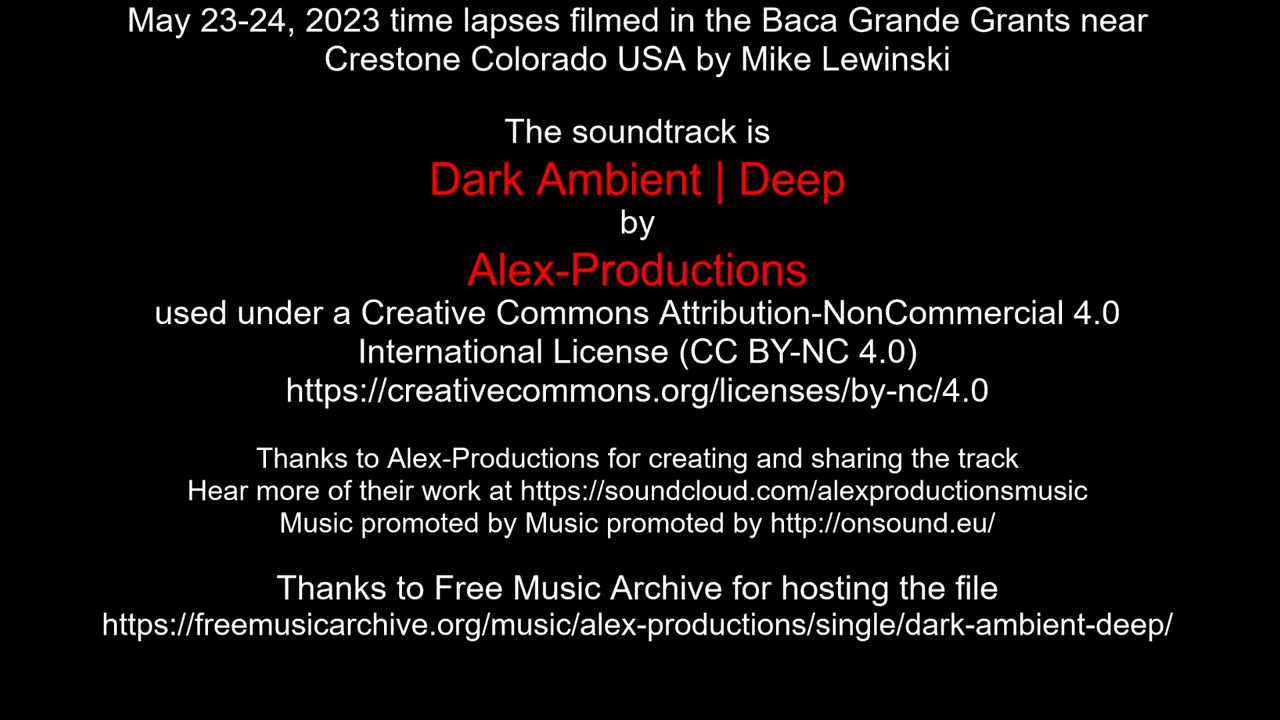 May 23-24, 2023 time lapses filmed in the Baca Grande Grants near
Crestone Colorado USA by Mike Lewinski
The soundtrack is
Dark Ambient | Deep
by
Alex-Productions
used under a Creative Commons Attribution-NonCommercial 4.0
International License (CC BY-NC 4.0)
https://creativecommons.org/licenses/by-nc/4.0
Thanks to Alex-Productions for creating and sharing the track
Hear more of their work at https://soundcloud.com/alexproductionsmusic
Music promoted by Music promoted by http://onsound.eu/
Thanks to Free Music Archive for hosting the file
https://freemusicarchive.org/music/alex-productions/single/dark-ambient-deep/